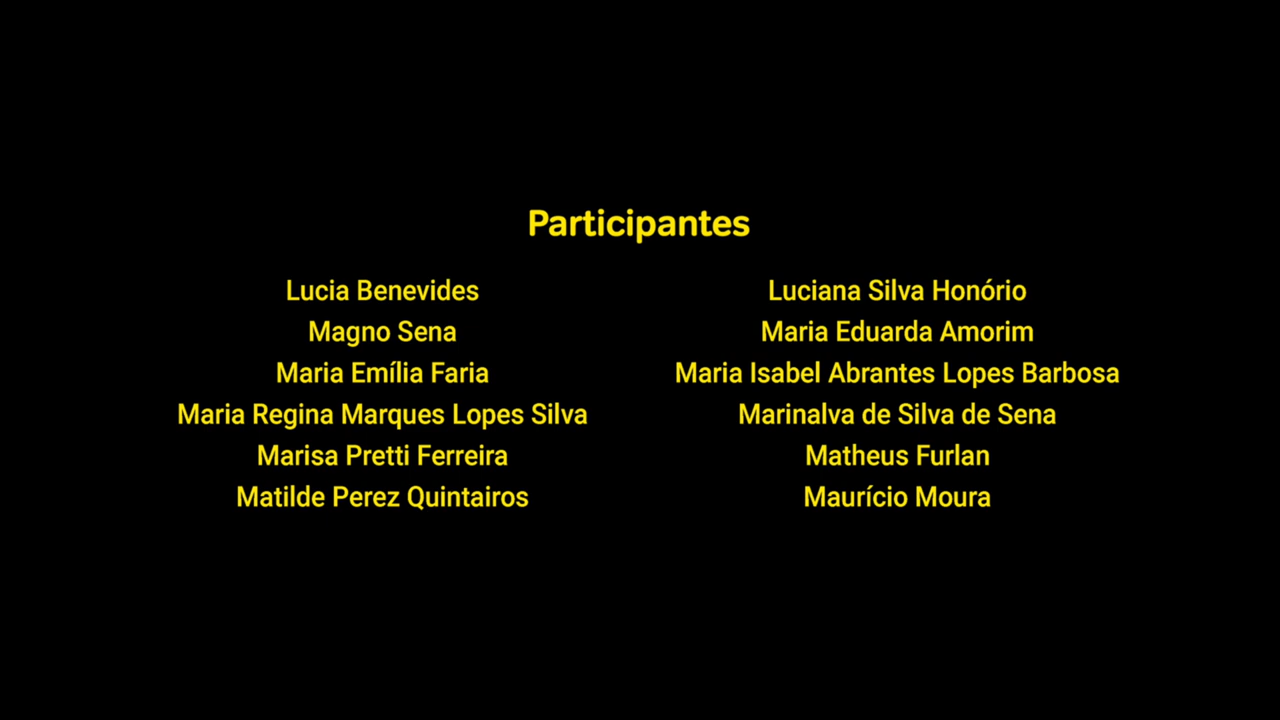 Participantes
Lucia Benevides
Luciana Silva Honório
Magno Sena
Maria Eduarda Amorim
Maria Emília Faria
Maria Isabel Abrantes Lopes Barbosa
Maria Regina Marques Lopes Silva
Marinalva de Silva de Sena
Marisa Pretti Ferreira
Matheus Furlan
Matilde Perez Quintairos
Maurício Moura